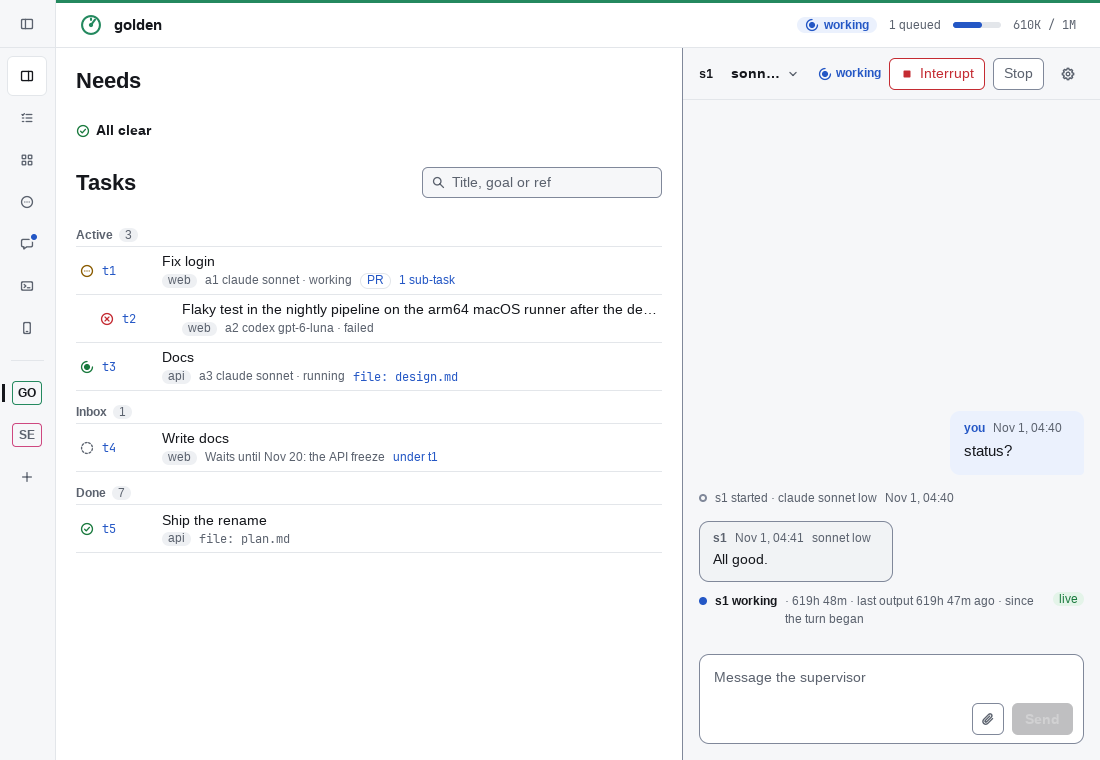 golden
working
1 queued
610K / 1M
Needs
All clear
Tasks
Title, goal or ref
Active 3
t1
Fix login
web a1 claude sonnet · working PR 1 sub-task
t2
Flaky test in the nightly pipeline on the arm64 macOS runner after the de…
web a2 codex gpt-6-luna · failed
t3
Docs
api a3 claude sonnet · running file: design.md
Inbox 1
t4
Write docs
web Waits until Nov 20: the API freeze under t1
Done 7
t5
Ship the rename
api file: plan.md
GO
SE
s1 sonn… working Interrupt Stop
you Nov 1, 04:40
status?
s1 started · claude sonnet low Nov 1, 04:40
s1 Nov 1, 04:41 sonnet low
All good.
s1 working · 619h 48m · last output 619h 47m ago · since
the turn began
live
Message the supervisor
Send